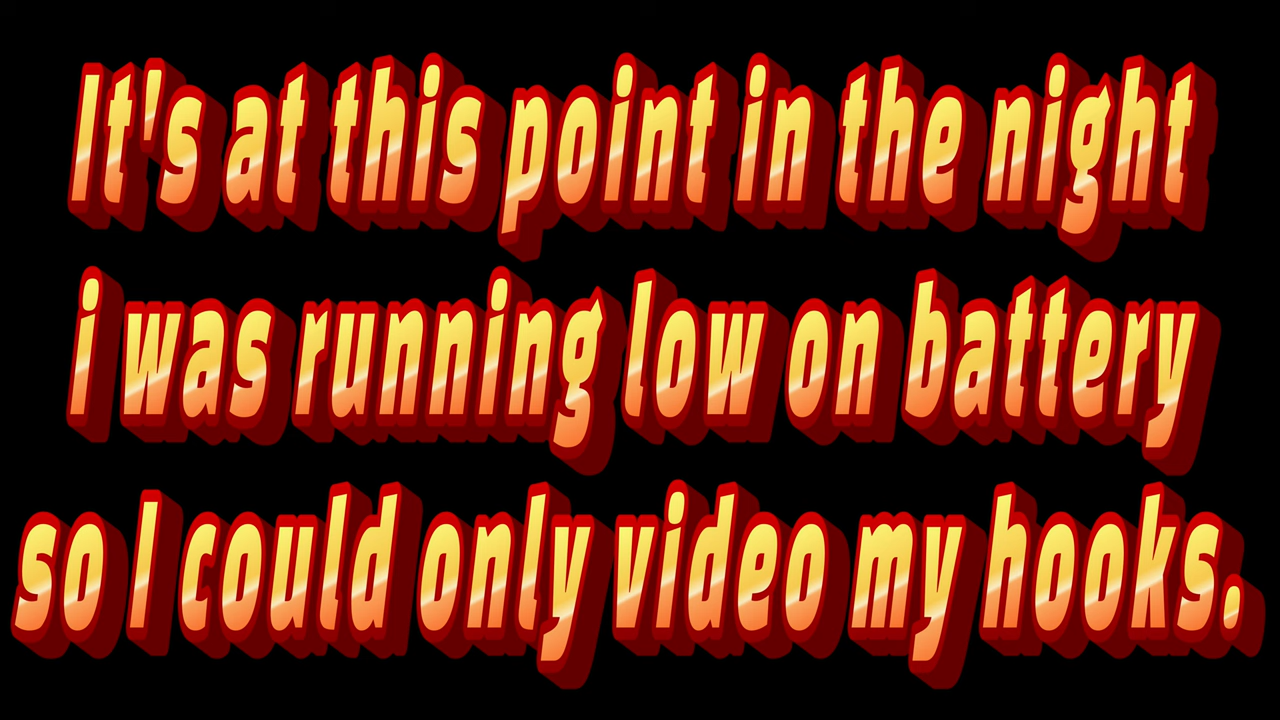 It's at this point in the night
i was running low on battery
so I could only video my hooks.